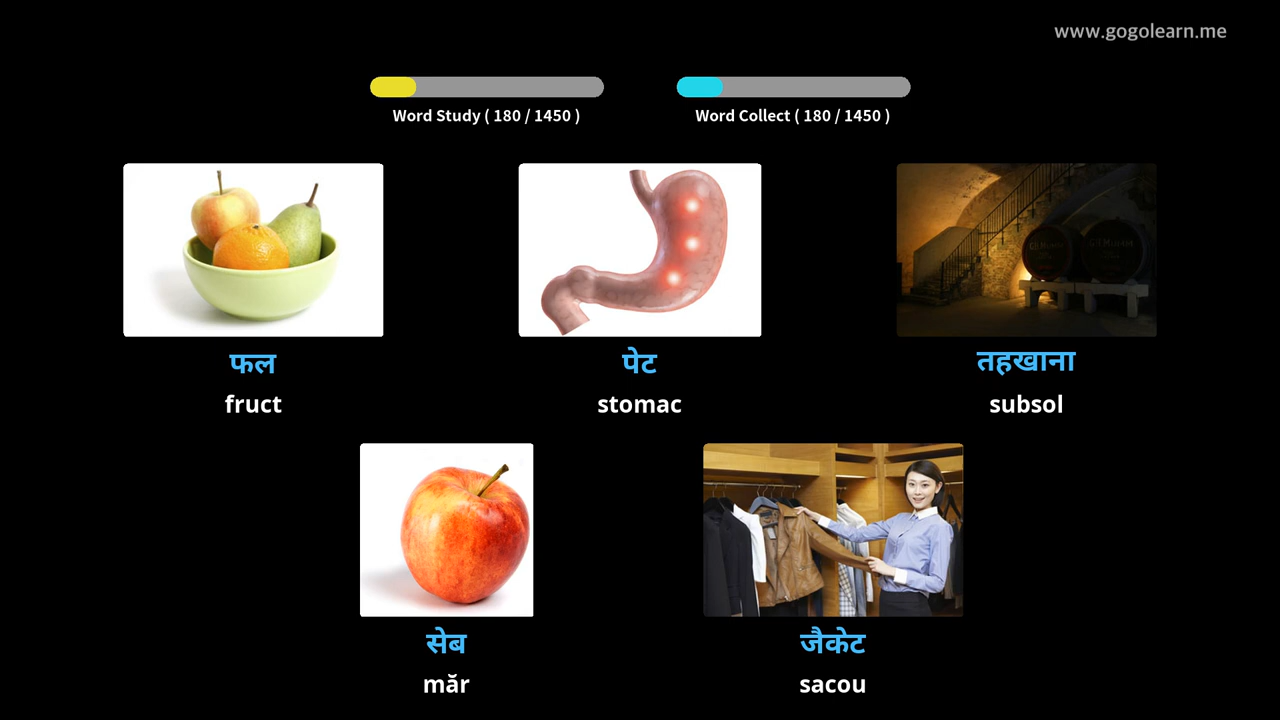 www.gogolearn.me
Word Study ( 180 / 1450 )
Word Collect ( 180 / 1450 )
फल
fruct
पेट
stomac
तहखाना
subsol
सेब
măr
जैकेट
sacou